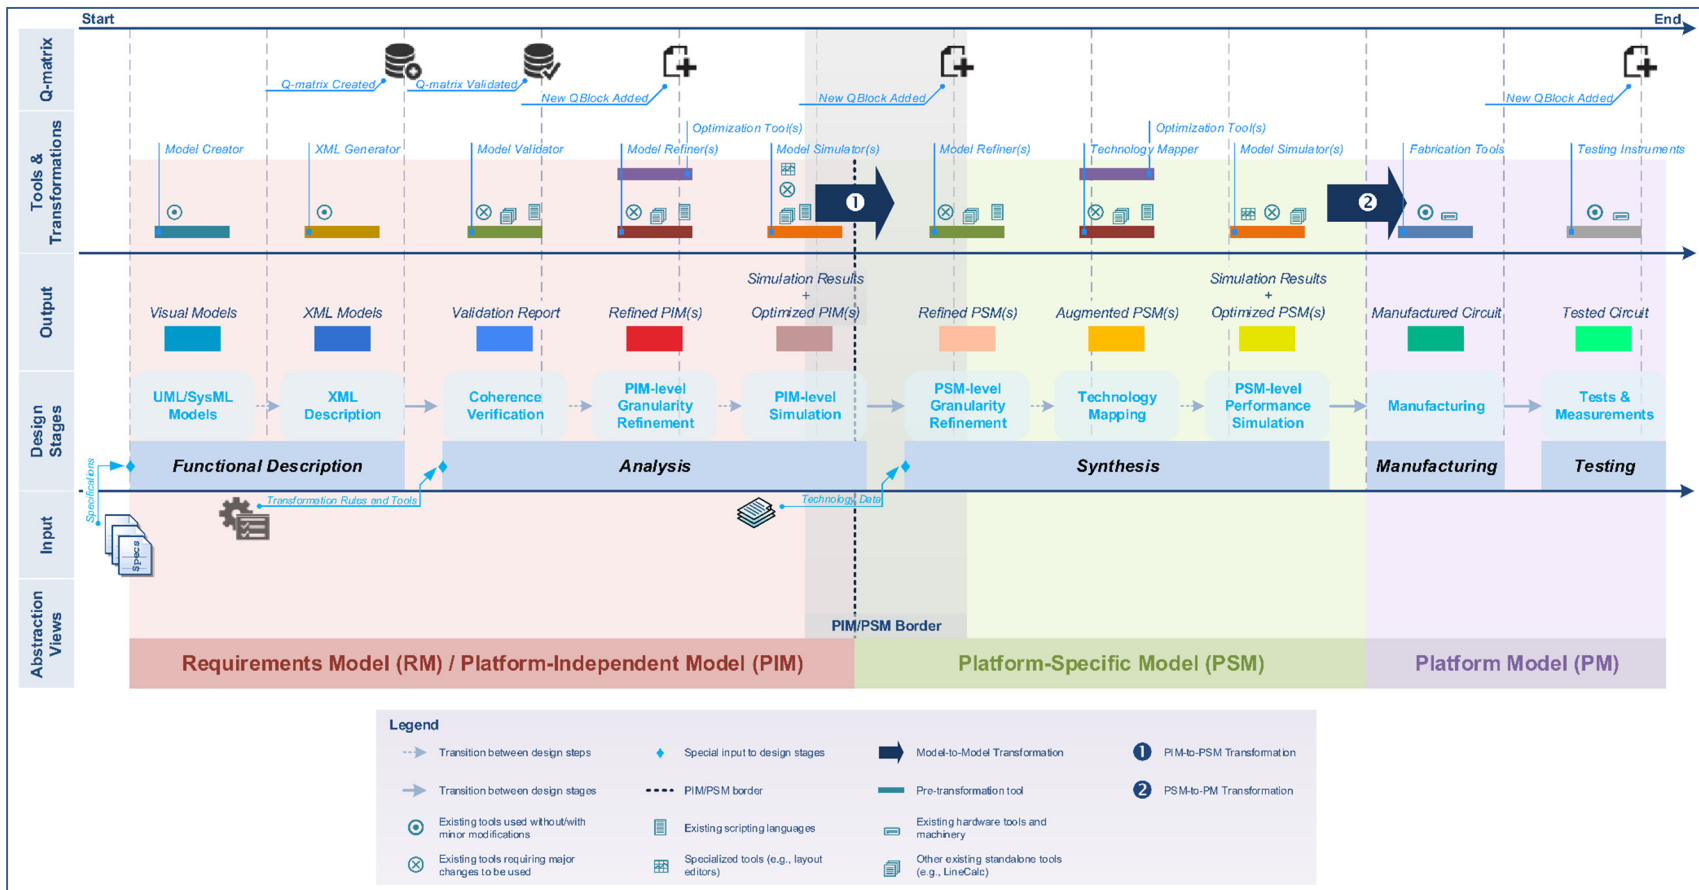 Start
End
Q-matrix
Q-matrix Created
Q-matrix Validated
New QBlock Added
New QBlock Added
New QBlock Added
Tools &
Transformations
Optimization Tool(s)
Optimization Tool(s)
Model Creator
XML Generator
Model Validator
Model Refiner(s)
Model Simulator(s)
Model Refiner(s)
Technology Mapper
Model Simulator(s)
Fabrication Tools
Testing Instruments
1
2
Output
Visual Models
XML Models
Validation Report
Refined PIM(s)
Simulation Results
+
Optimized PIM(s)
Refined PSM(s)
Augmented PSM(s)
Simulation Results
+
Optimized PSM(s)
Manufactured Circuit
Tested Circuit
Design
Stages
UML/SysML
Models
XML
Description
Coherence
Verification
PIM-level
Granularity
Refinement
PIM-level
Simulation
PSM-level
Granularity
Refinement
Technology
Mapping
PSM-level
Performance
Simulation
Manufacturing
Tests &
Measurements
Functional Description
Analysis
Synthesis
Manufacturing
Testing
Input
Specifications
Specs
Transformation Rules and Tools
Technology Data
Abstraction
Views
PIM/PSM Border
Requirements Model (RM) / Platform-Independent Model (PIM)
Platform-Specific Model (PSM)
Platform Model (PM)
Legend
Transition between design steps
Special input to design stages
Model-to-Model Transformation
1 PIM-to-PSM Transformation
Transition between design stages
PIM/PSM border
Pre-transformation tool
2 PSM-to-PM Transformation
Existing tools used without/with
minor modifications
Existing scripting languages
Existing hardware tools and
machinery
Existing tools requiring major
changes to be used
Specialized tools (e.g., layout
editors)
Other existing standalone tools
(e.g., LineCalc)